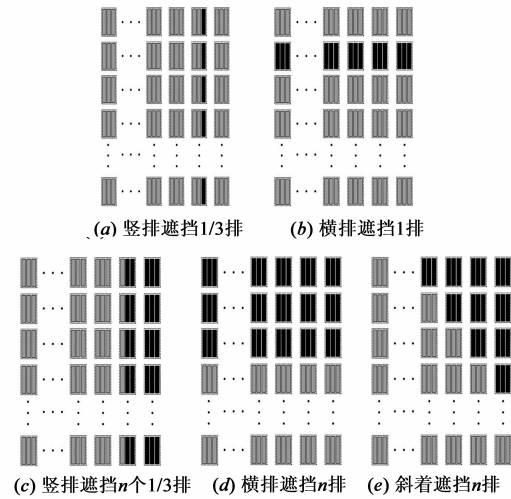 (a) 竖排遮挡1/3排
(b) 横排遮挡1排
(c) 竖排遮挡n个1/3排
(d) 横排遮挡n排
(e) 斜着遮挡n排